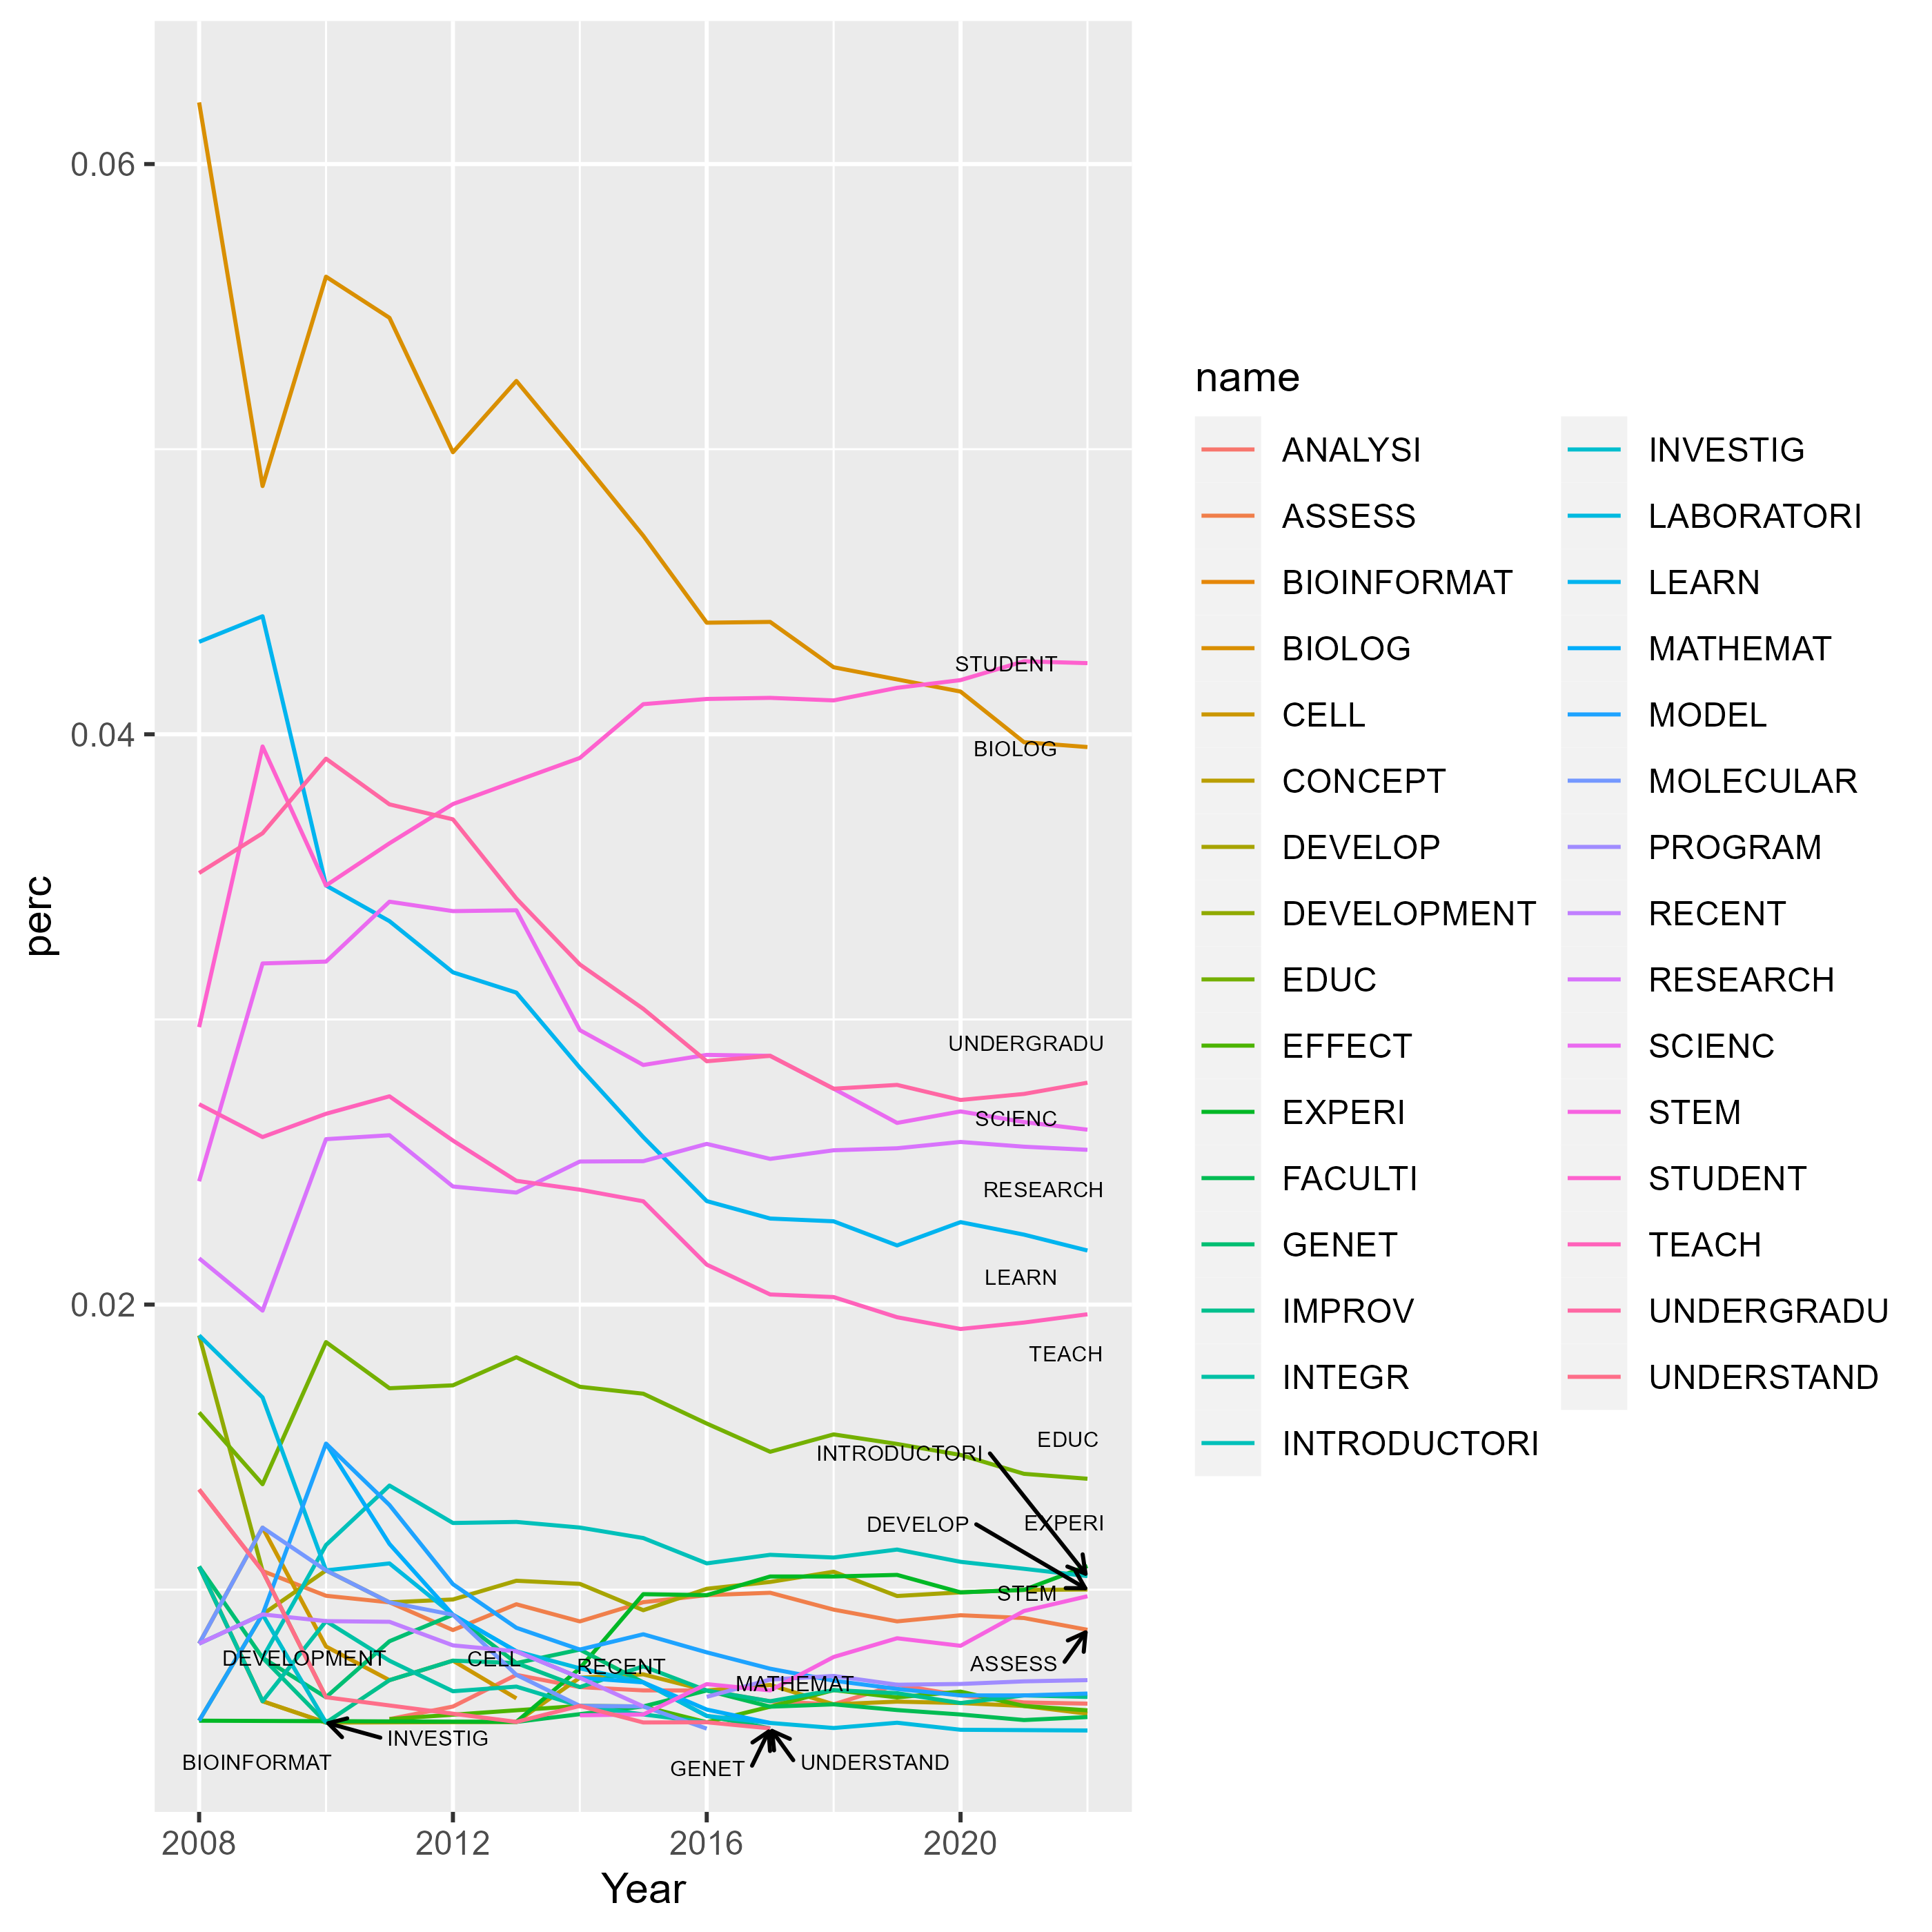 0.06
0.04
0.02
perc
STUDENT
BIOLOG
UNDERGRADU
SCIENC
RESEARCH
LEARN
TEACH
EDUC
INTRODUCTORI
EXPERI
DEVELOP
STEM
DEVELOPMENT
CELL
RECENT
ASSESS
MATHEMAT
INVESTIG
BIOINFORMAT
GENET
UNDERSTAND
2008 2012 2016 2020
Year
name
ANALYSI
ASSESS
BIOINFORMAT
BIOLOG
CELL
CONCEPT
DEVELOP
DEVELOPMENT
EDUC
EFFECT
EXPERI
FACULTI
GENET
IMPROV
INTEGR
INTRODUCTORI
INVESTIG
LABORATORI
LEARN
MATHEMAT
MODEL
MOLECULAR
PROGRAM
RECENT
RESEARCH
SCIENC
STEM
STUDENT
TEACH
UNDERGRADU
UNDERSTAND